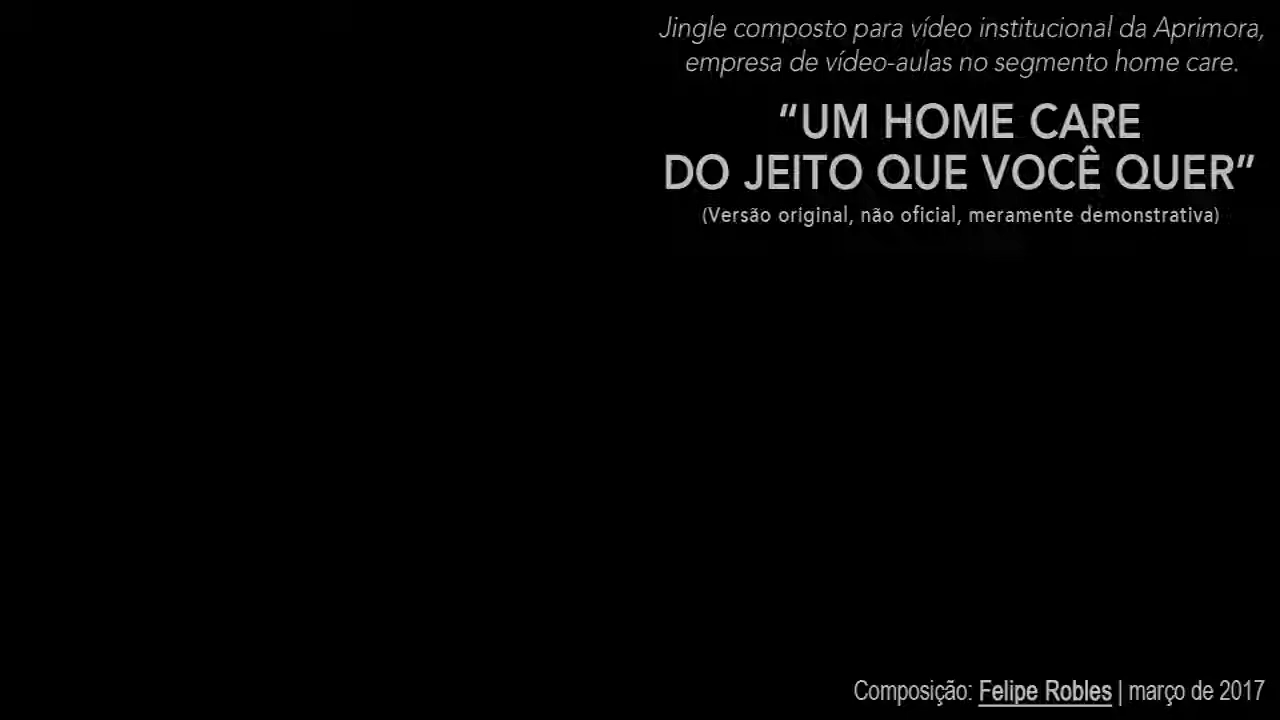 Jingle composto para vídeo institucional da Aprimora,
empresa de vídeo-aulas no segmento home care.
“UM HOME CARE
DO JEITO QUE VOCÊ QUER”
(Versão original, não oficial, meramente demonstrativa)
Composição: Felipe Robles | março de 2017